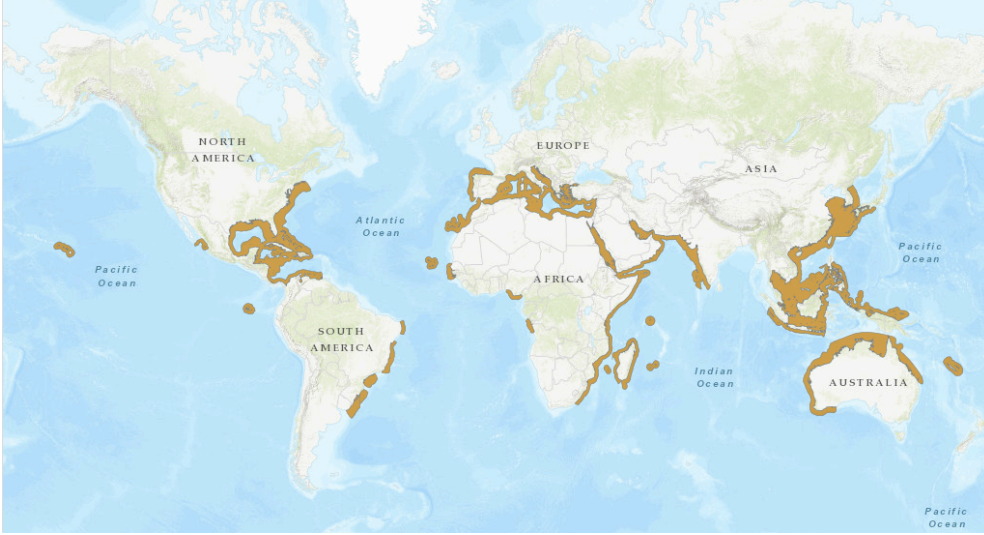 NORTH
AMERICA
EUROPE
ASIA
Atlantic
Ocean
Pacific
Ocean
Pacific
Ocean
AFRICA
SOUTH
AMERICA
Indian
Ocean
AUSTRALIA
Pacific
Ocean